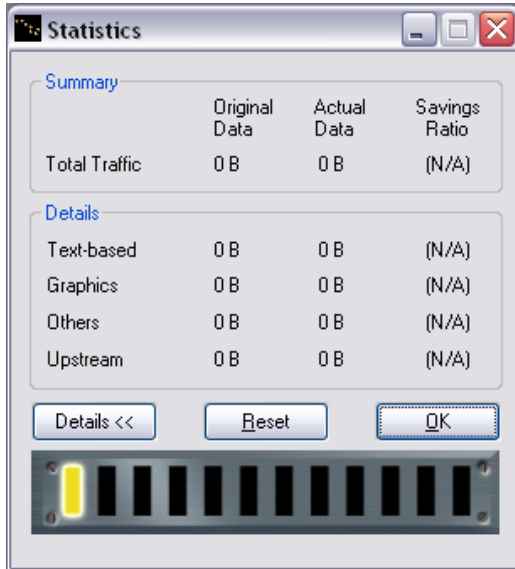 Statistics
Summary
Original Data Actual Data Savings Ratio
Total Traffic 0 B 0 B (N/A)
Details
Text-based 0 B 0 B (N/A)
Graphics 0 B 0 B (N/A)
Others 0 B 0 B (N/A)
Upstream 0 B 0 B (N/A)
Details << Reset OK